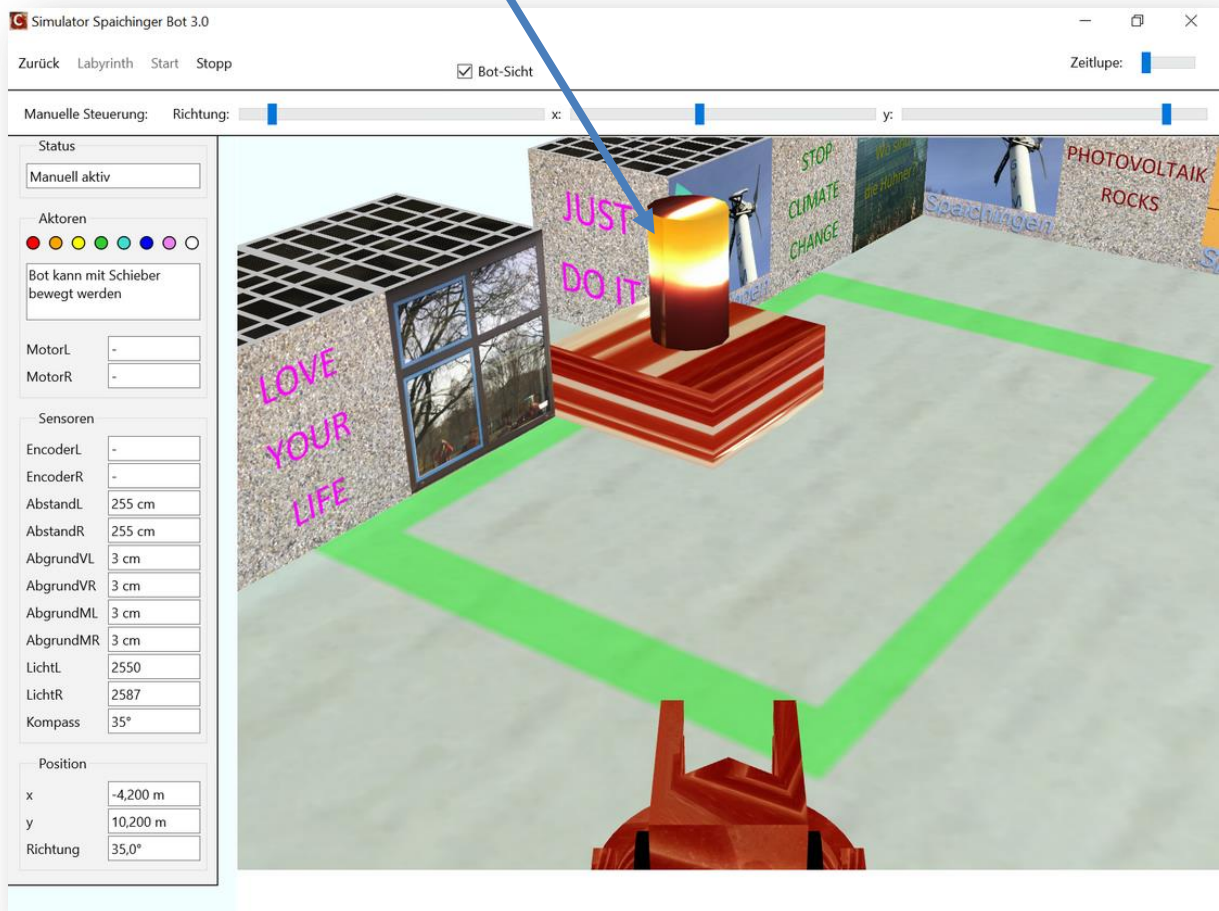 Simulator Spaichinger Bot 3.0
Zurück Labyrinth Start Stopp
Bot-Sicht
Zeitlupe:
Manuelle Steuerung: Richtung: x: y:
Status
Manuell aktiv
Aktoren
Bot kann mit Schieber
bewegt werden
MotorL -
MotorR -
Sensoren
EncoderL -
EncoderR -
AbstandL 255 cm
AbstandR 255 cm
AbgrundVL 3 cm
AbgrundVR 3 cm
AbgrundML 3 cm
AbgrundMR 3 cm
LichtL 2550
LichtR 2587
Kompass 35°
Position
x -4,200 m
y 10,200 m
Richtung 35,0°
LOVE
YOUR
LIFE
JUST
DO IT
STOP
CLIMATE
CHANGE
die Hühner?
Spaichingen
PHOTOVOLTAIK
ROCKS